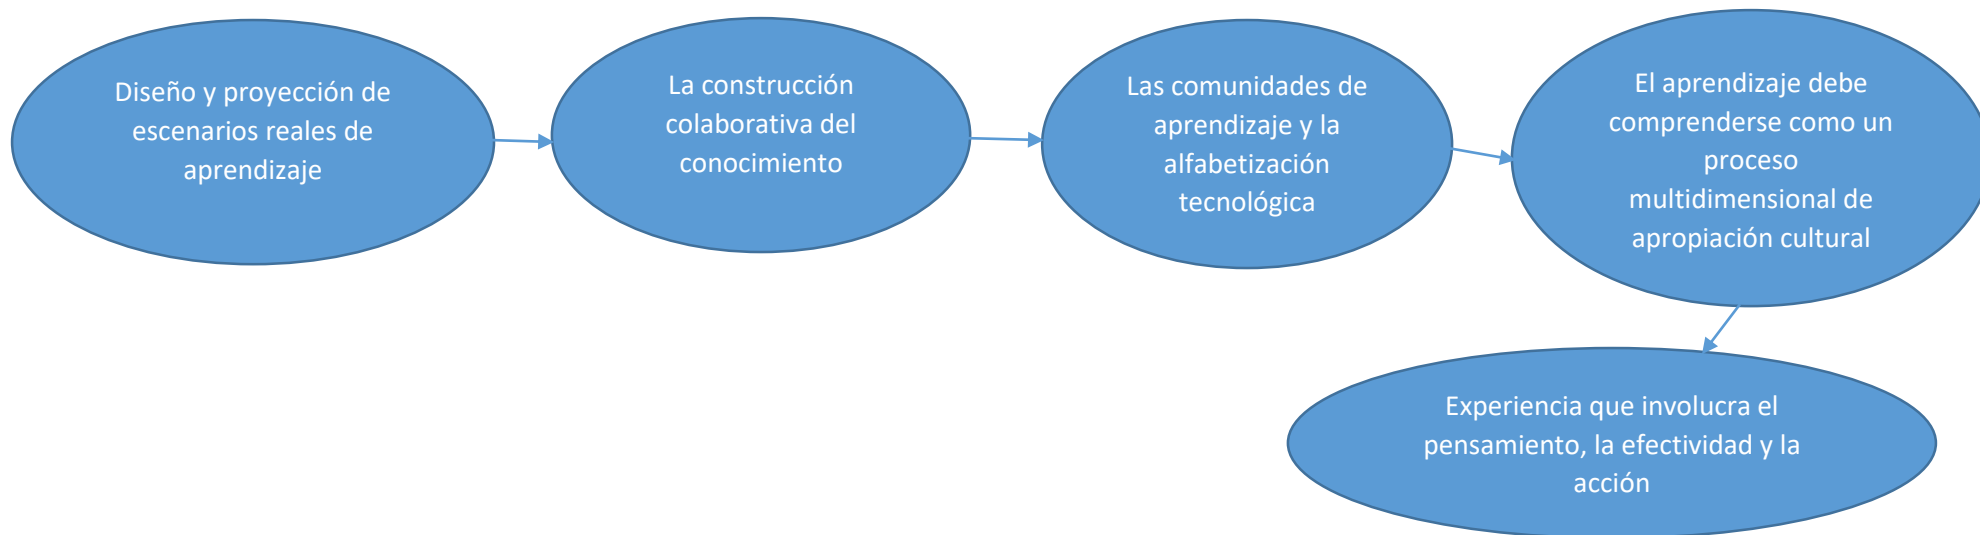 Diseño y proyección de
escenarios reales de
aprendizaje
La construcción
colaborativa del
conocimiento
Las comunidades de
aprendizaje y la
alfabetización
tecnológica
El aprendizaje debe
comprenderse como un
proceso
multidimensional de
apropiación cultural
Experiencia que involucra el
pensamiento, la efectividad y la
acción